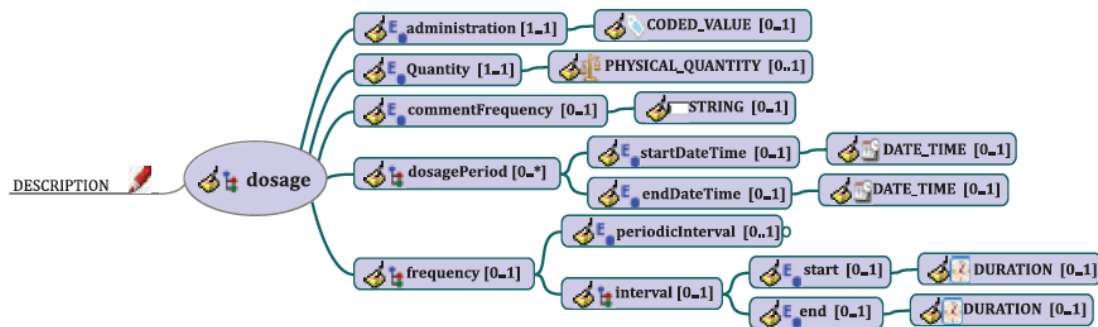 E administration [1..1] CODED_VALUE [0..1]
E Quantity [1..1] PHYSICAL_QUANTITY [0..1]
E commentFrequency [0..1] STRING [0..1]
DESCRIPTION dosage
dosagePeriod [0..*]
E startDateTime [0..1] DATE_TIME [0..1]
E endDateTime [0..1] DATE_TIME [0..1]
frequency [0..1]
E periodicInterval [0..1]
interval [0..1]
E start [0..1] DURATION [0..1]
E end [0..1] DURATION [0..1]